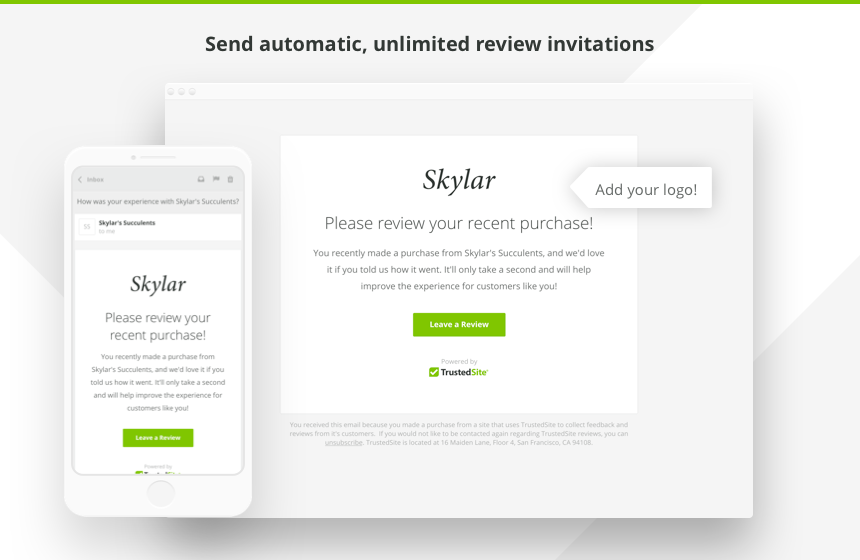 Send automatic, unlimited review invitations
Skylar
Add your logo!
Please review your recent purchase!
You recently made a purchase from Skylar's Succulents, and we'd love
it if you told us how it went. It'll only take a second and will help
improve the experience for customers like you!
Leave a Review
Powered by
TrustedSite
You received this email because you made a purchase from a site that uses TrustedSite to collect feedback and
reviews from it's customers. If you would not like to be contacted again regarding TrustedSite reviews, you can
unsubscribe. TrustedSite is located at 16 Maiden Lane, Floor 4, San Francisco, CA 94108.
Inbox
How was your experience with Skylar's Succulents?
SS
Skylar's Succulents
to me
Skylar
Please review your
recent purchase!
You recently made a purchase from
Skylar's Succulents, and we'd love it if you
told us how it went. It'll only take a second
and will help improve the experience for
customers like you!
Leave a Review
Powered by
TrustedSite